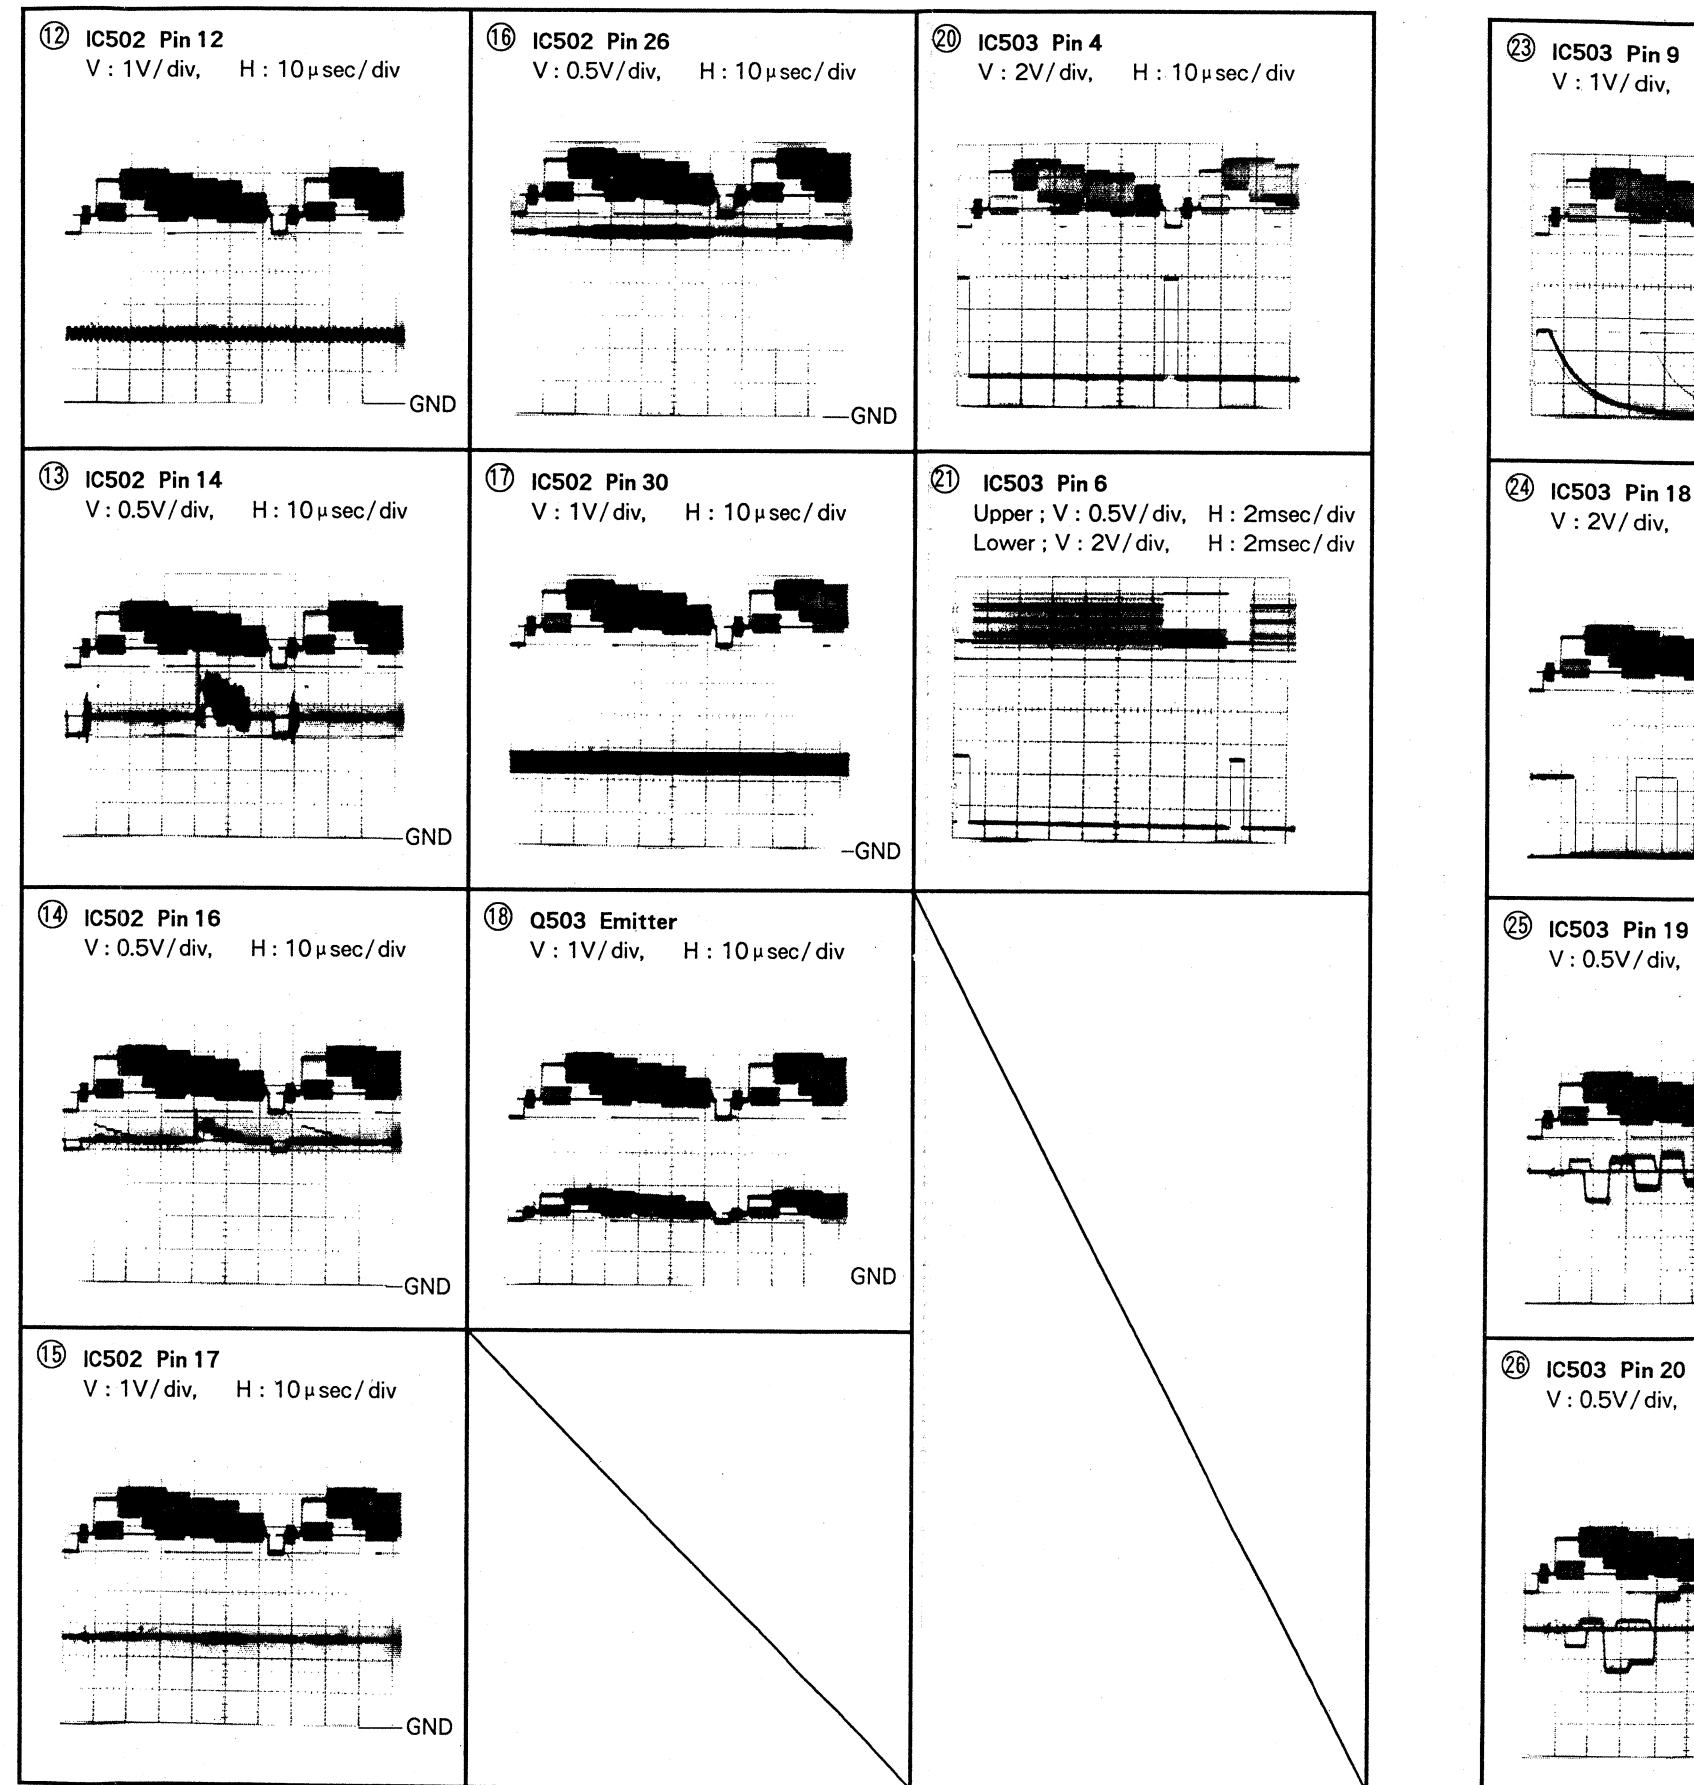 ⑫ IC502 Pin 12
V : 1V/div, H : 10μsec/div
GND
⑬ IC502 Pin 14
V : 0.5V/div, H : 10μsec/div
GND
⑭ IC502 Pin 16
V : 0.5V/div, H : 10μsec/div
GND
⑮ IC502 Pin 17
V : 1V/div, H : 10μsec/div
GND
⑯ IC502 Pin 26
V : 0.5V/div, H : 10μsec/div
GND
⑰ IC502 Pin 30
V : 1V/div, H : 10μsec/div
GND
⑱ Q503 Emitter
V : 1V/div, H : 10μsec/div
GND
⑳ IC503 Pin 4
V : 2V/div, H : 10μsec/div
㉑ IC503 Pin 6
Upper ; V : 0.5V/div, H : 2msec/div
Lower ; V : 2V/div, H : 2msec/div
㉓ IC503 Pin 9
V : 1V/div,
㉔ IC503 Pin 18
V : 2V/div,
㉕ IC503 Pin 19
V : 0.5V/div,
㉖ IC503 Pin 20
V : 0.5V/div,